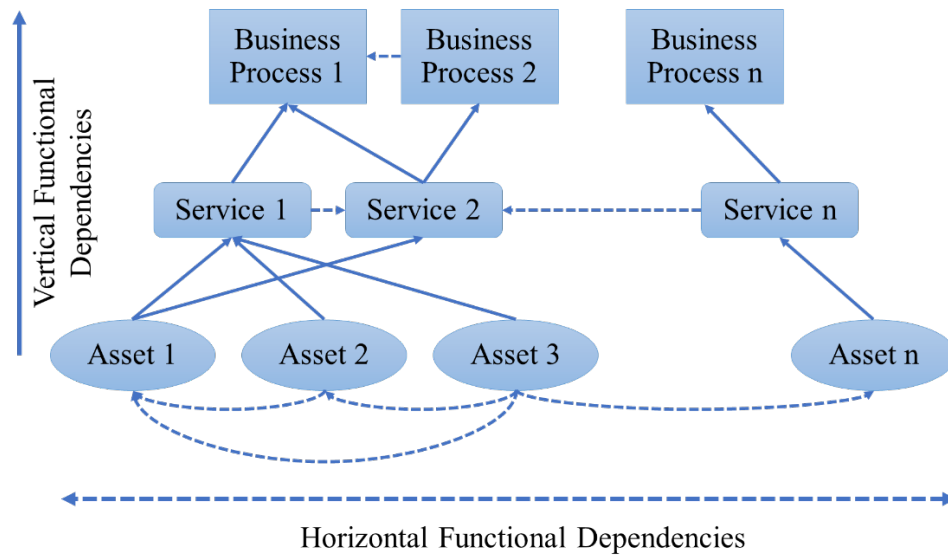 Business
Process 1
Business
Process 2
Business
Process n
Vertical Functional
Dependencies
Service 1
Service 2
Service n
Asset 1
Asset 2
Asset 3
Asset n
Horizontal Functional Dependencies